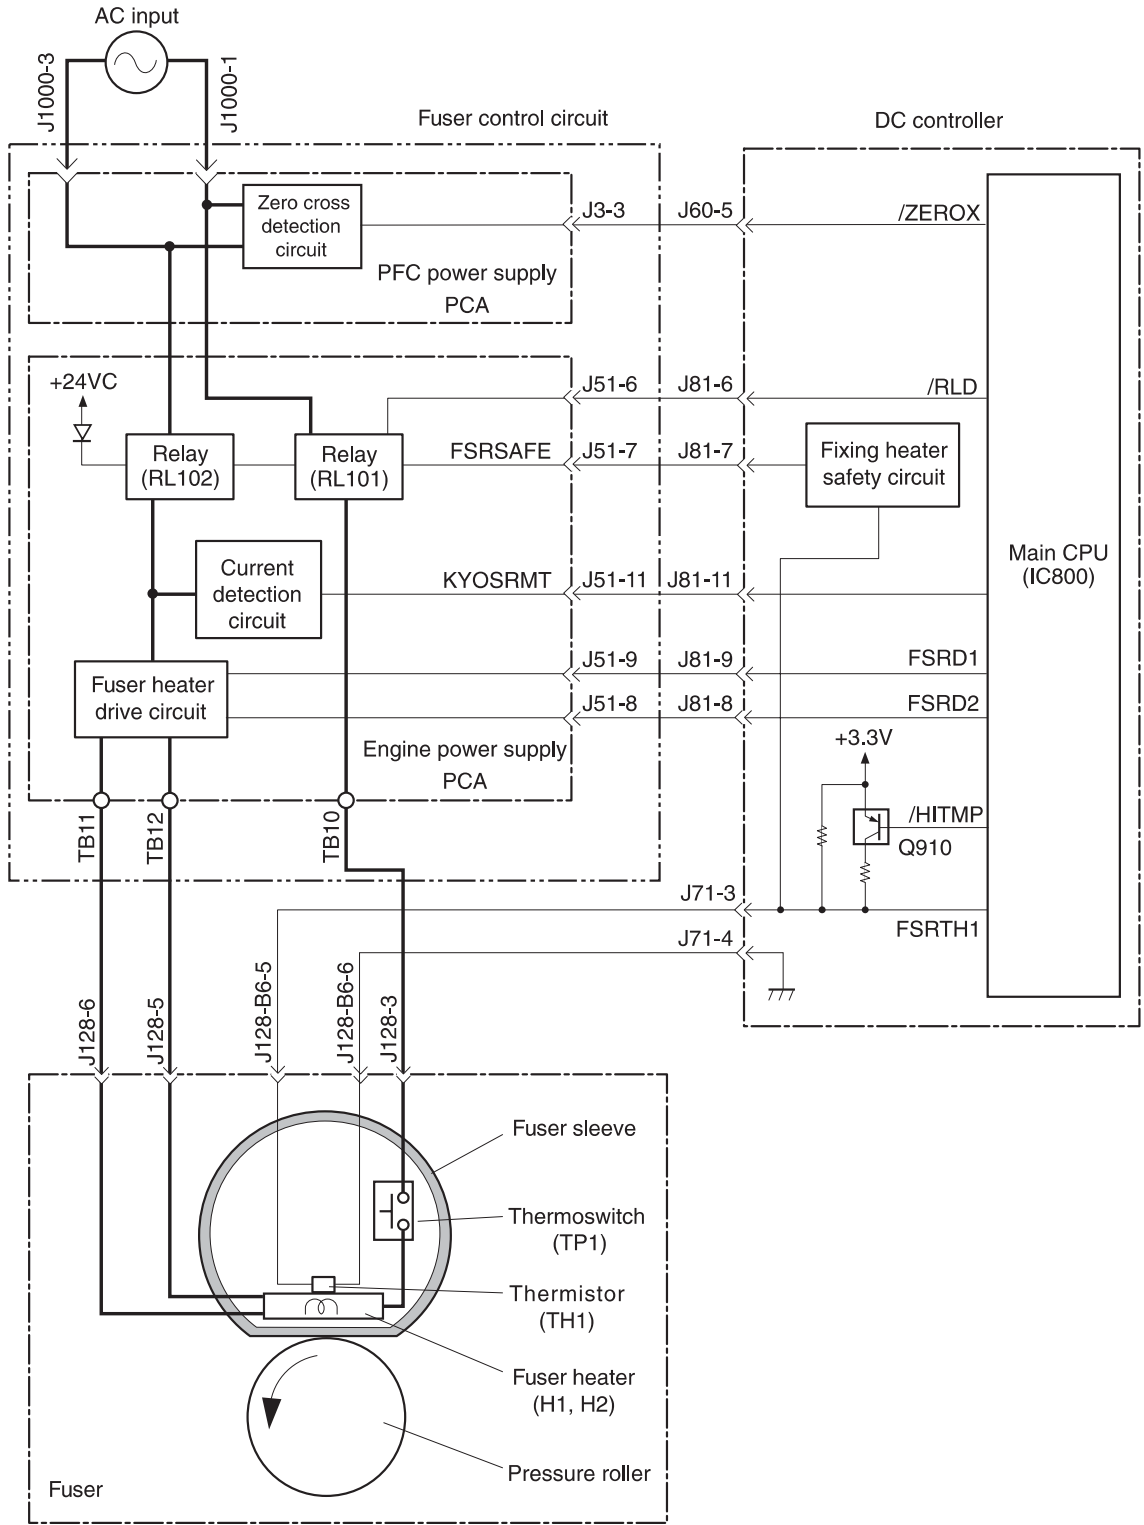 AC input
J1000-3
J1000-1
Fuser control circuit
DC controller
Zero cross
detection
circuit
J3-3
J60-5
/ZEROX
PFC power supply
PCA
+24VC
J51-6
J81-6
/RLD
Relay
(RL102)
Relay
(RL101)
FSRSAFE
J51-7
J81-7
Fixing heater
safety circuit
Main CPU
(IC800)
Current
detection
circuit
KYOSRMT
J51-11
J81-11
Fuser heater
drive circuit
J51-9
J81-9
FSRD1
J51-8
J81-8
FSRD2
Engine power supply
PCA
+3.3V
/HITMP
Q910
TB11
TB12
TB10
J71-3
FSRTH1
J71-4
J128-6
J128-5
J128-B6-5
J128-B6-6
J128-3
Fuser sleeve
Thermoswitch
(TP1)
Thermistor
(TH1)
Fuser heater
(H1, H2)
Pressure roller
Fuser